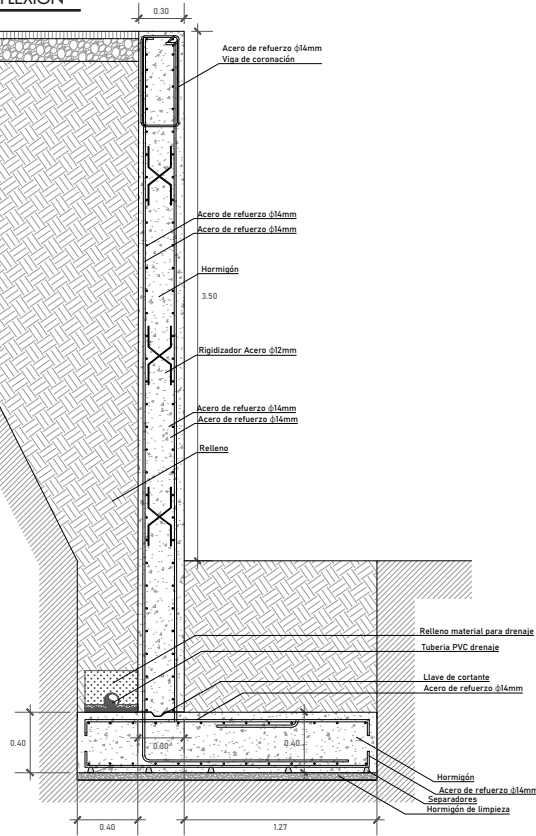 FLEXIÓN
0.30
Acero de refuerzo ϕ14mm
Viga de coronación
Acero de refuerzo ϕ14mm
Acero de refuerzo ϕ14mm
Hormigón
3.50
Rigidizador Acero ϕ12mm
Acero de refuerzo ϕ14mm
Acero de refuerzo ϕ14mm
Relleno
Relleno material para drenaje
Tuberia PVC drenaje
Llave de cortante
Acero de refuerzo ϕ14mm
0.40
0.40
Hormigón
Acero de refuerzo ϕ14mm
Separadores
Hormigón de limpieza
0.40
1.27